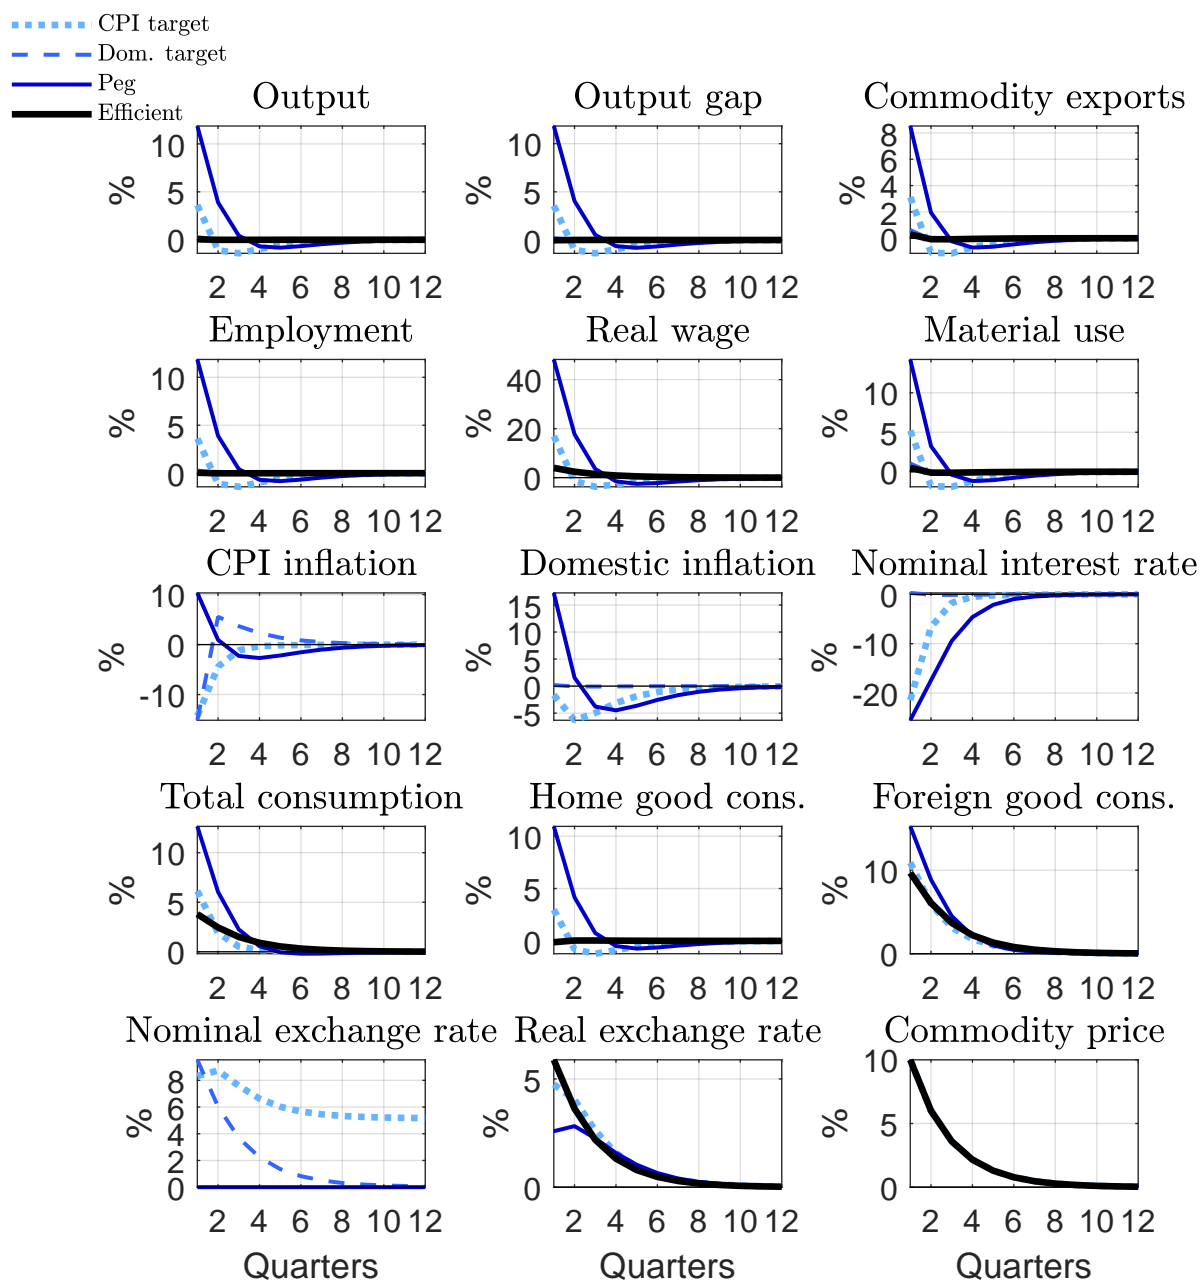 CPI target
Dom. target
Peg
Efficient
Output
Output gap
Commodity exports
%
10
5
0
2 4 6 8 10 12
%
10
5
0
2 4 6 8 10 12
%
8
6
4
2
0
2 4 6 8 10 12
Employment
Real wage
Material use
%
10
5
0
2 4 6 8 10 12
%
40
20
0
2 4 6 8 10 12
%
10
5
0
2 4 6 8 10 12
CPI inflation
Domestic inflation
Nominal interest rate
%
10
0
-10
2 4 6 8 10 12
%
15
10
5
0
-5
2 4 6 8 10 12
%
0
-10
-20
2 4 6 8 10 12
Total consumption
Home good cons.
Foreign good cons.
%
10
5
0
2 4 6 8 10 12
%
10
5
0
2 4 6 8 10 12
%
10
0
2 4 6 8 10 12
Nominal exchange rate
Real exchange rate
Commodity price
%
8
6
4
2
0
2 4 6 8 10 12
Quarters
%
5
0
2 4 6 8 10 12
Quarters
%
10
5
0
2 4 6 8 10 12
Quarters